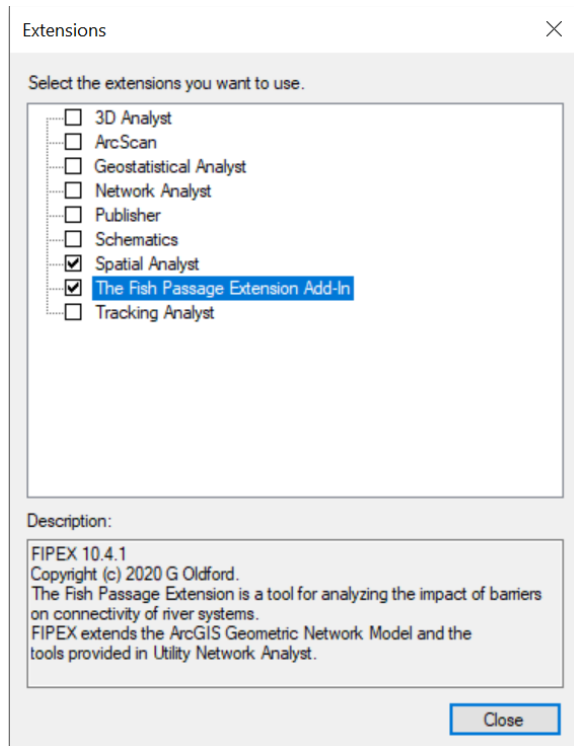 Extensions
Select the extensions you want to use.
3D Analyst
ArcScan
Geostatistical Analyst
Network Analyst
Publisher
Schematics
Spatial Analyst
The Fish Passage Extension Add-In
Tracking Analyst
Description:
FIPEX 10.4.1
Copyright (c) 2020 G Oldford.
The Fish Passage Extension is a tool for analyzing the impact of barriers
on connectivity of river systems.
FIPEX extends the ArcGIS Geometric Network Model and the
tools provided in Utility Network Analyst.
Close